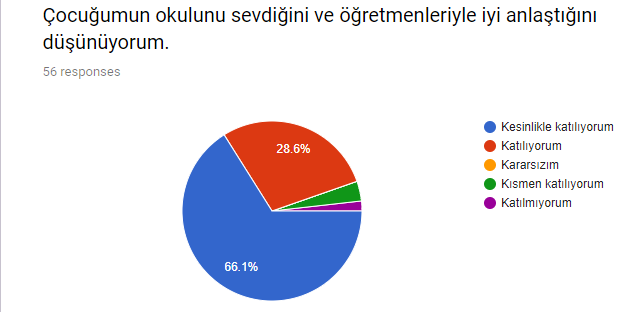 Çocuğumun okulunu sevdiğini ve öğretmenleriyle iyi anlaştığını
düşünüyorum.
56 responses
28.6%
66.1%
Kesinlikle katılıyorum
Katılıyorum
Kararsızım
Kısmen katılıyorum
Katılmıyorum